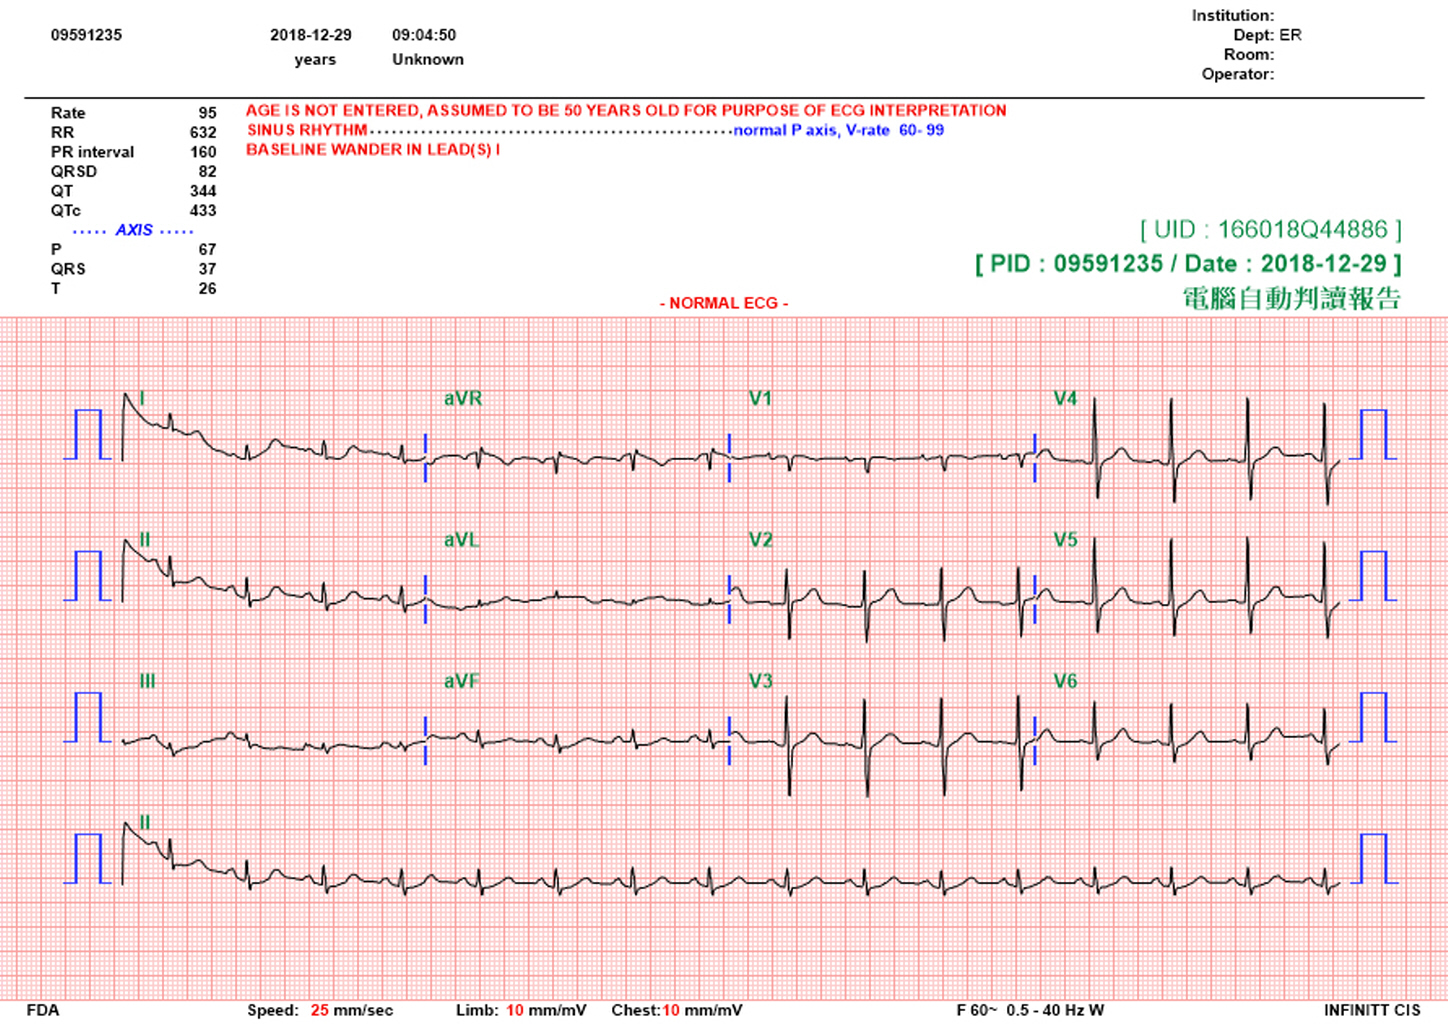 Institution:
09591235 2018-12-29 09:04:50 Dept: ER
years Unknown Room:
Operator:
Rate 95 AGE IS NOT ENTERED, ASSUMED TO BE 50 YEARS OLD FOR PURPOSE OF ECG INTERPRETATION
RR 632 SINUS RHYTHM................................................normal P axis, V-rate 60- 99
PR interval 160 BASELINE WANDER IN LEAD(S) I
QRSD 82
QT 344
QTc 433
····· AXIS ·····
P 67
QRS 37
T 26
[ UID : 166018Q44886 ]
[ PID : 09591235 / Date : 2018-12-29 ]
電腦自動判讀報告
- NORMAL ECG -
I aVR V1 V4
II aVL V2 V5
III aVF V3 V6
II
FDA Speed: 25 mm/sec Limb: 10 mm/mV Chest:10 mm/mV F 60~ 0.5 - 40 Hz W INFINITT CIS